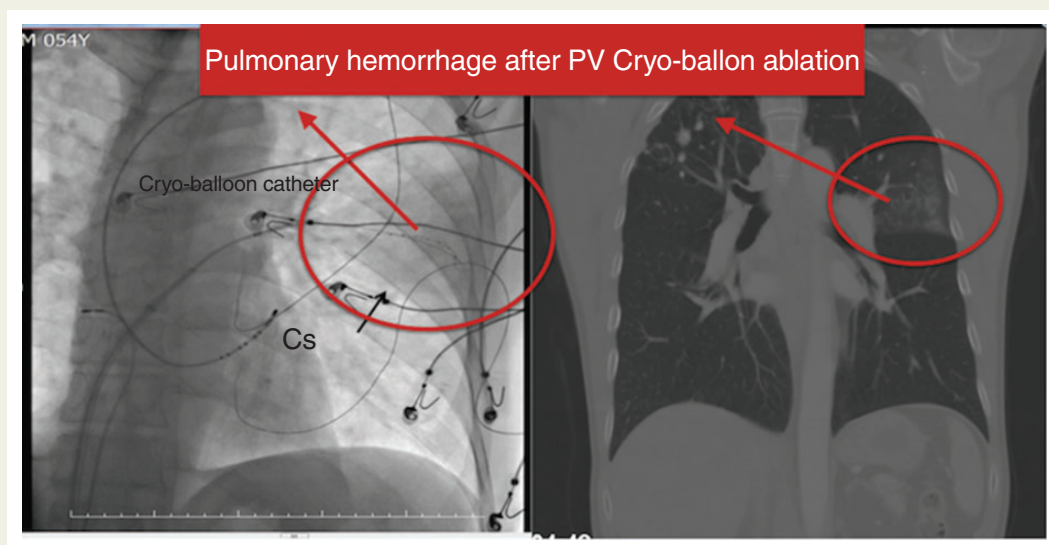 M 054Y
Pulmonary hemorrhage after PV Cryo-ballon ablation
Cryo-balloon catheter
Cs